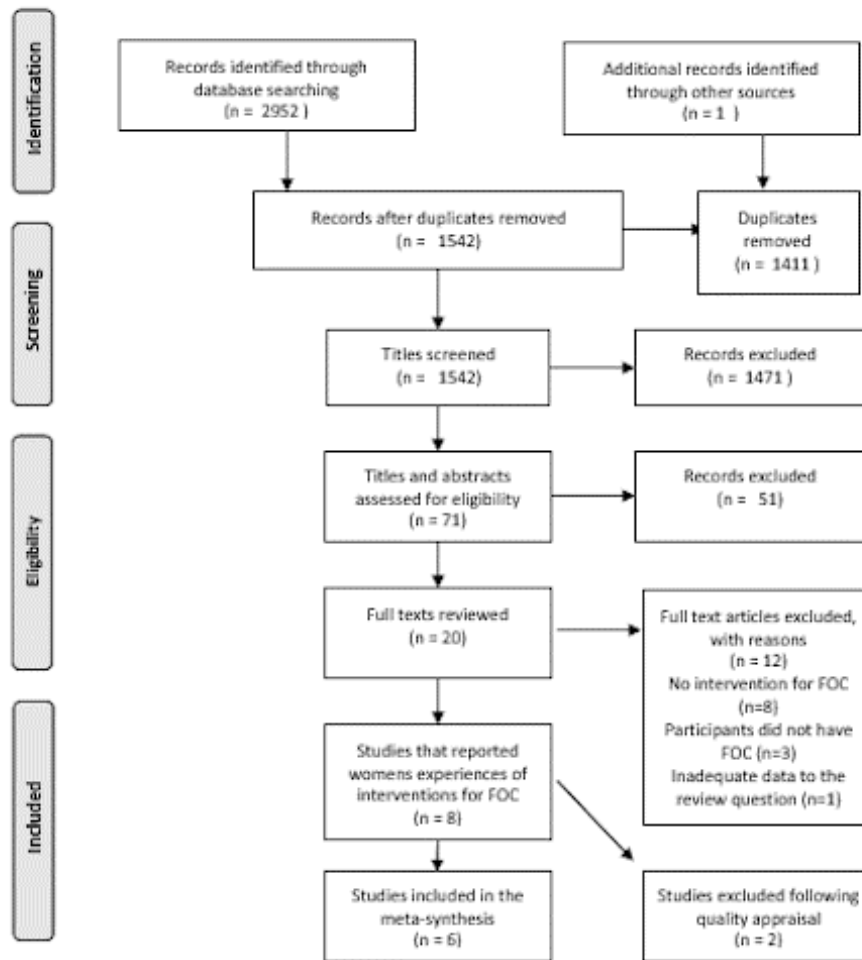 Identification
Records identified through
database searching
(n = 2952 )
Additional records identified
through other sources
(n = 1 )
Screening
Records after duplicates removed
(n = 1542)
Duplicates
removed
(n = 1411 )
Titles screened
(n = 1542)
Records excluded
(n = 1471 )
Eligibility
Titles and abstracts
assessed for eligibility
(n = 71)
Records excluded
(n = 51)
Full texts reviewed
(n = 20)
Full text articles excluded,
with reasons
(n = 12)
No intervention for FOC
(n=8)
Participants did not have
FOC (n=3)
Inadequate data to the
review question (n=1)
Included
Studies that reported
womens experiences of
interventions for FOC
(n = 8)
Studies included in the
meta-synthesis
(n = 6)
Studies excluded following
quality appraisal
(n = 2)